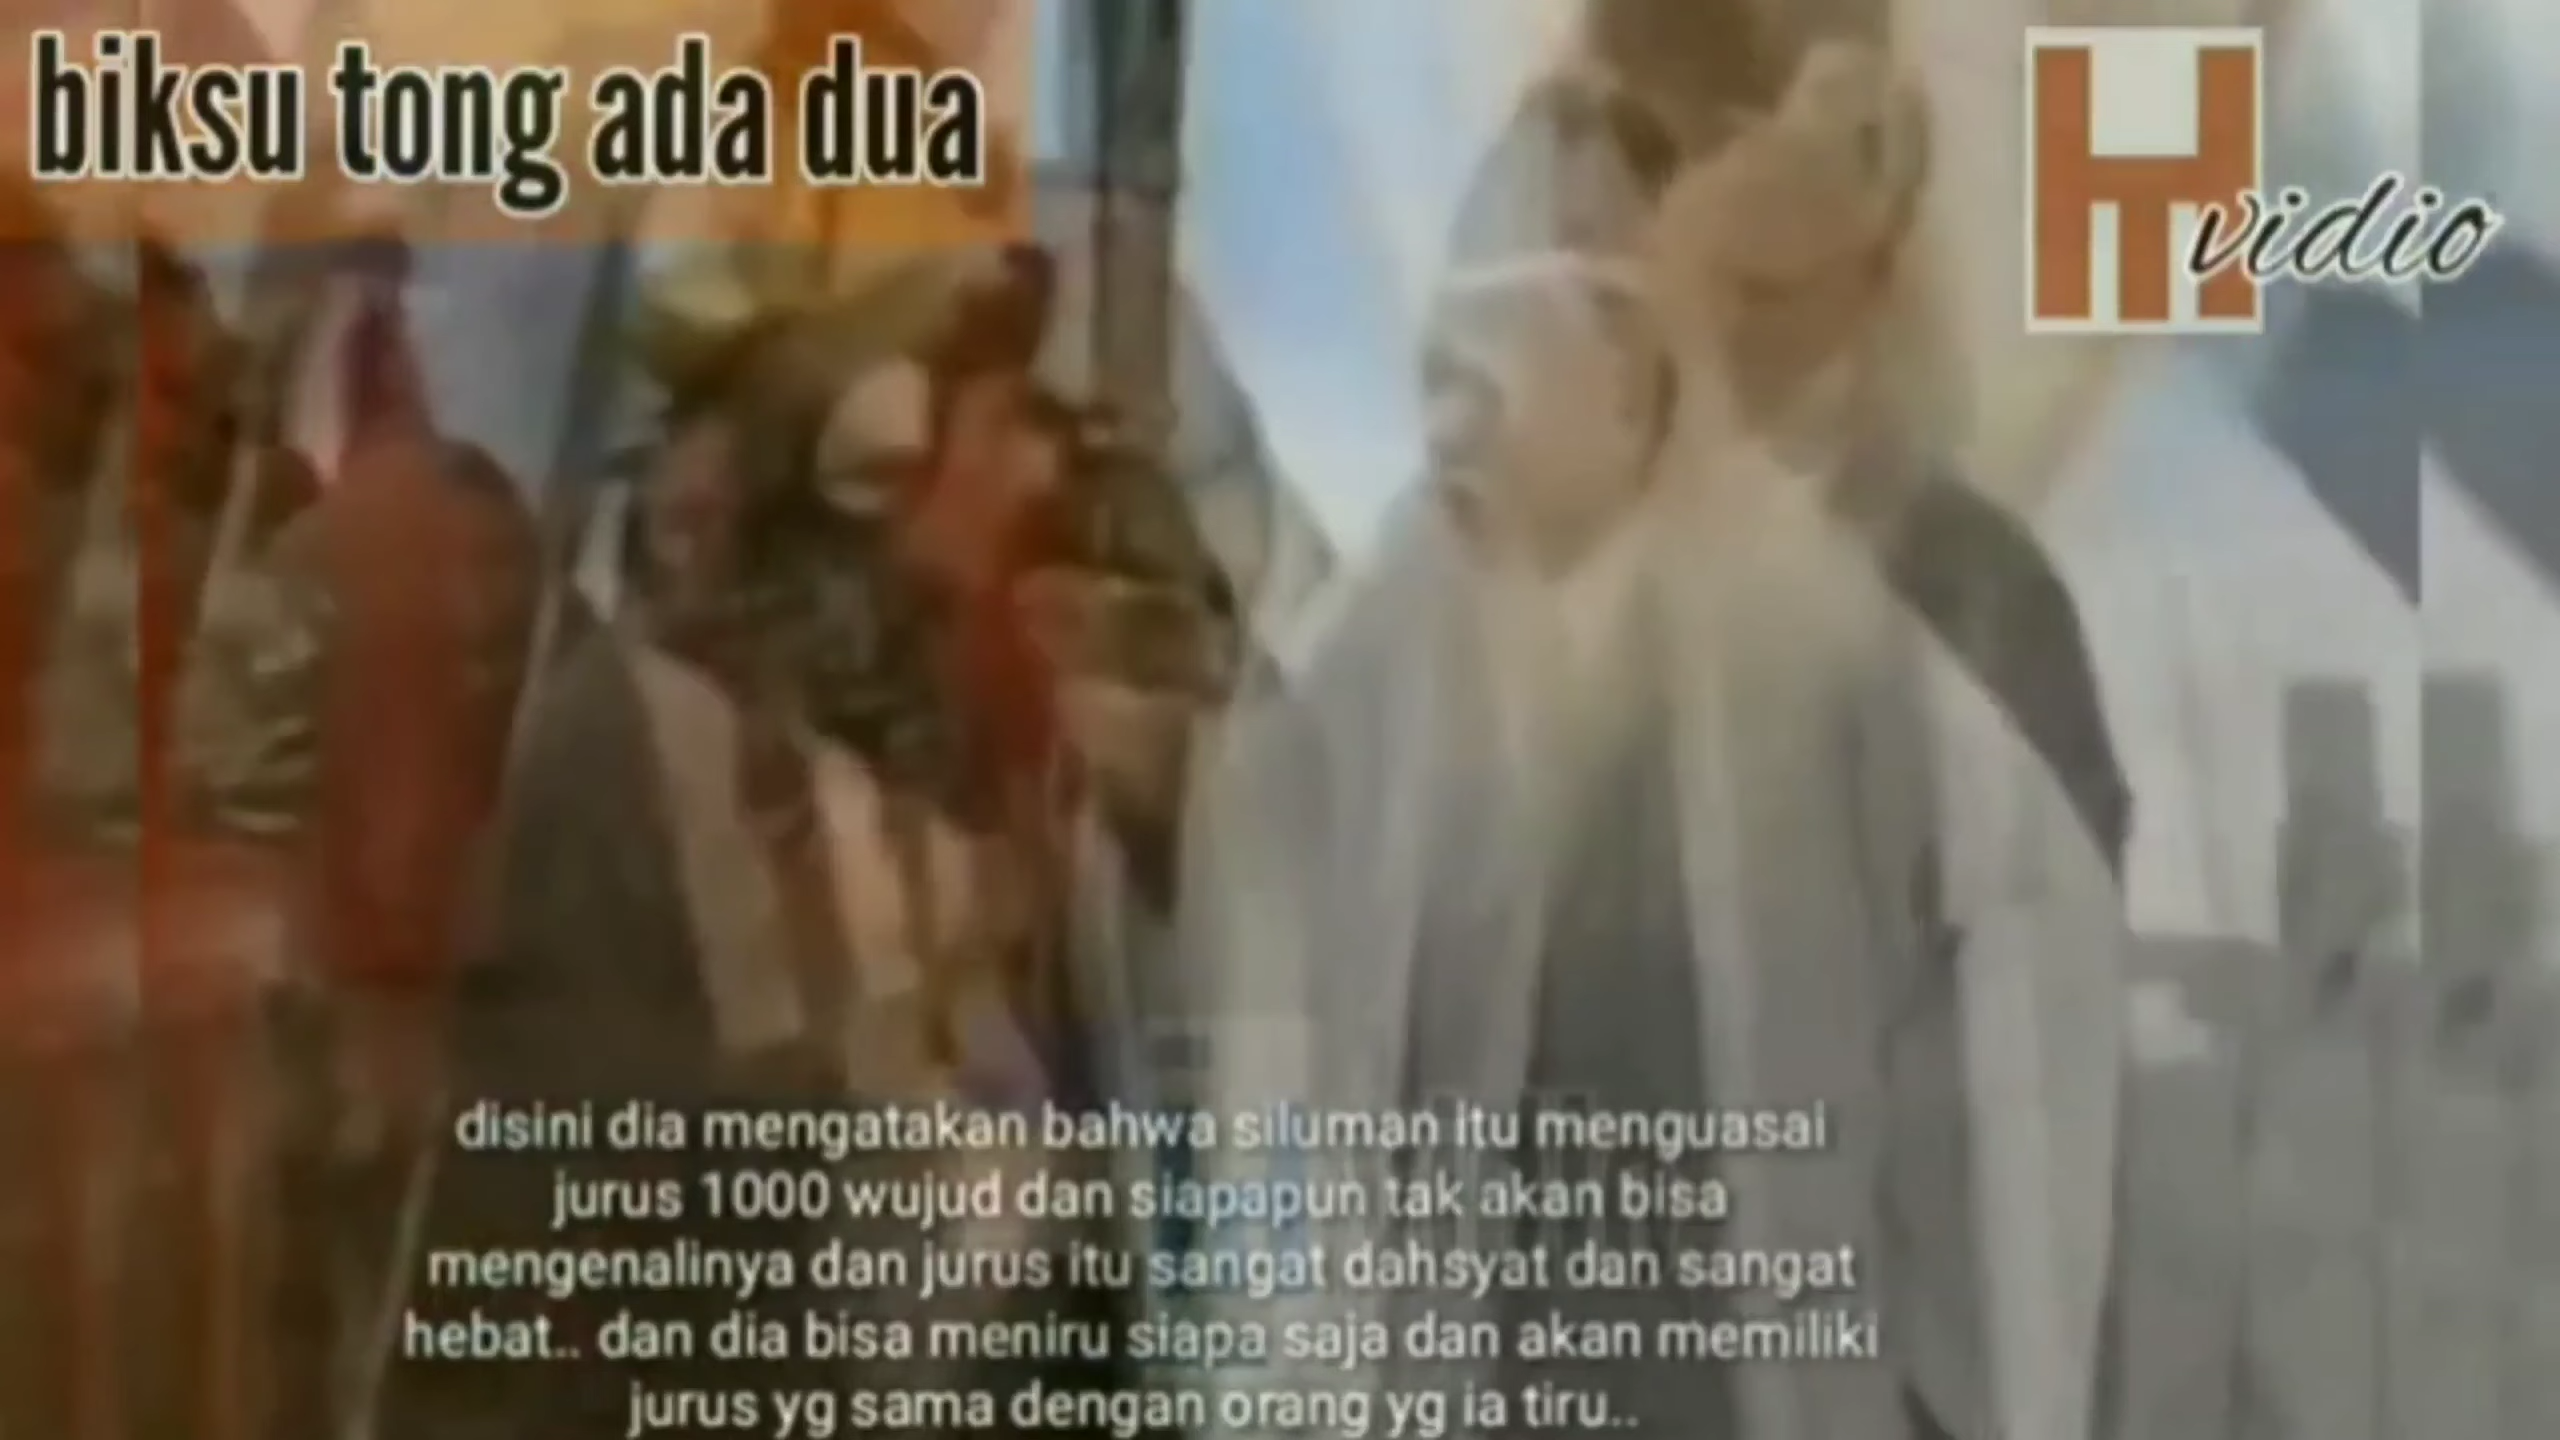 biksu tong ada dua
H
vidio
disini dia mengatakan bahwa siluman itu menguasai
jurus 1000 wujud dan siapapun tak akan bisa
mengenalinya dan jurus itu sangat dahsyat dan sangat
hebat.. dan dia bisa meniru siapa saja dan akan memiliki
jurus yg sama dengan orang yg ia tiru..